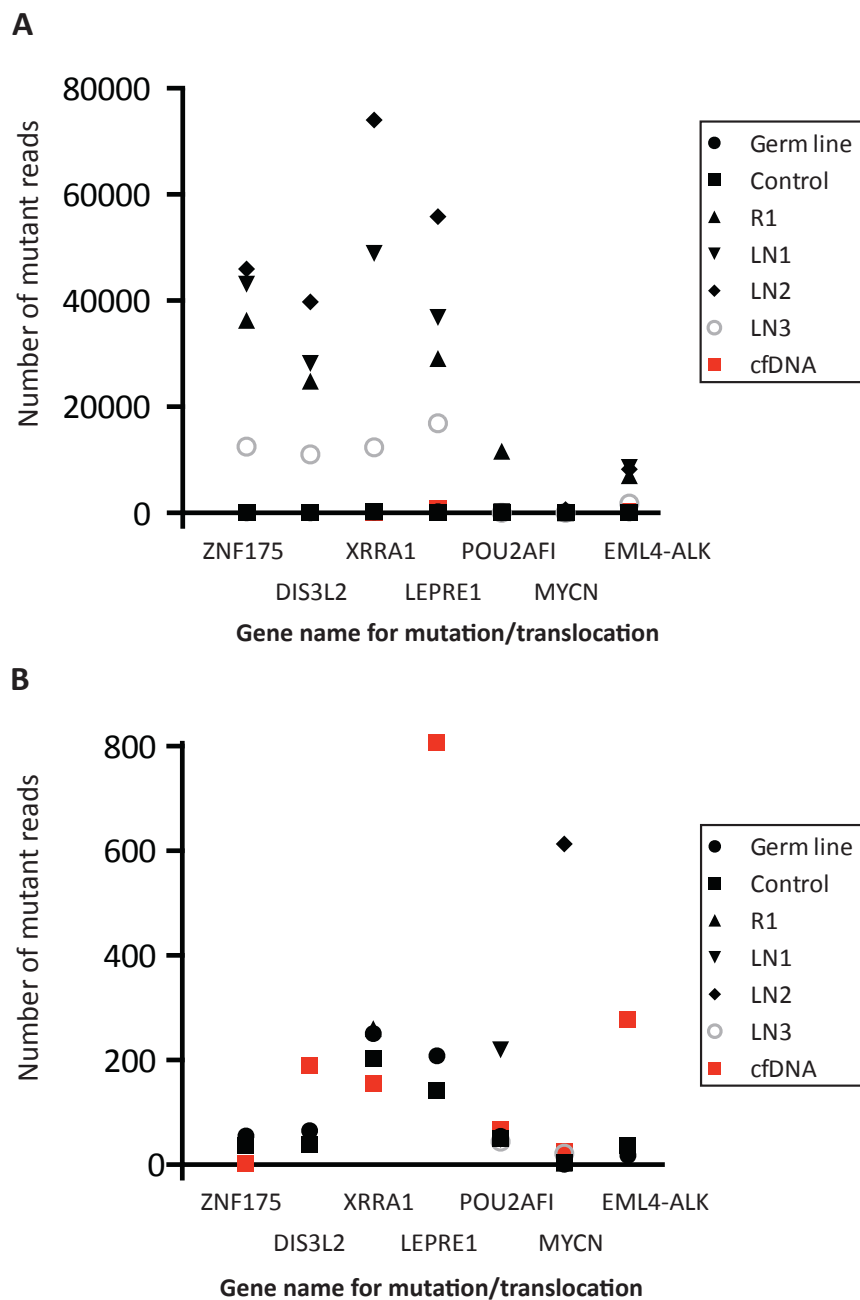 A
Number of mutant reads
80000
60000
40000
20000
0
ZNF175
XRRA1
POU2AFI
EML4-ALK
DIS3L2
LEPRE1
MYCN
Gene name for mutation/translocation
Germ line
Control
R1
LN1
LN2
LN3
cfDNA
B
Number of mutant reads
800
600
400
200
0
ZNF175
XRRA1
POU2AFI
EML4-ALK
DIS3L2
LEPRE1
MYCN
Gene name for mutation/translocation
Germ line
Control
R1
LN1
LN2
LN3
cfDNA